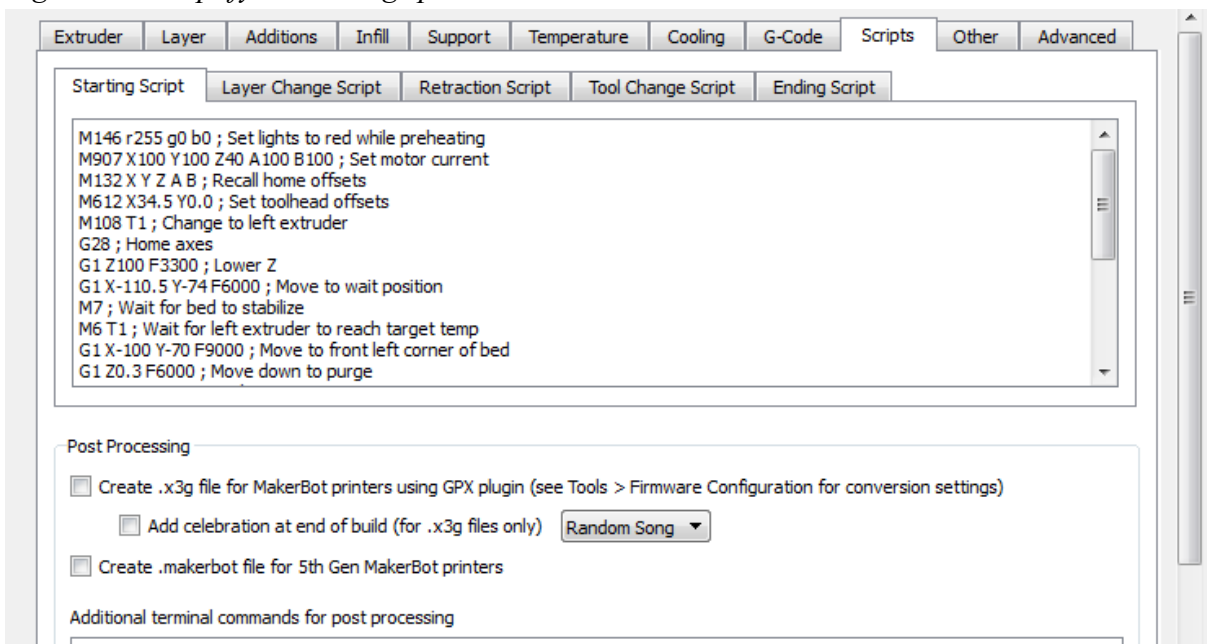 Extruder Layer Additions Infill Support Temperature Cooling G-Code Scripts Other Advanced
Starting Script Layer Change Script Retraction Script Tool Change Script Ending Script
M146 r255 g0 b0 ; Set lights to red while preheating
M907 X100 Y100 Z40 A100 B100 ; Set motor current
M132 X Y Z A B ; Recall home offsets
M612 X34.5 Y0.0 ; Set toolhead offsets
M108 T1 ; Change to left extruder
G28 ; Home axes
G1 Z100 F3300 ; Lower Z
G1 X-110.5 Y-74 F6000 ; Move to wait position
M7 ; Wait for bed to stabilize
M6 T1 ; Wait for left extruder to reach target temp
G1 X-100 Y-70 F9000 ; Move to front left corner of bed
G1 Z0.3 F6000 ; Move down to purge
Post Processing
Create .x3g file for MakerBot printers using GPX plugin (see Tools > Firmware Configuration for conversion settings)
Add celebration at end of build (for .x3g files only) Random Song
Create .makerbot file for 5th Gen MakerBot printers
Additional terminal commands for post processing